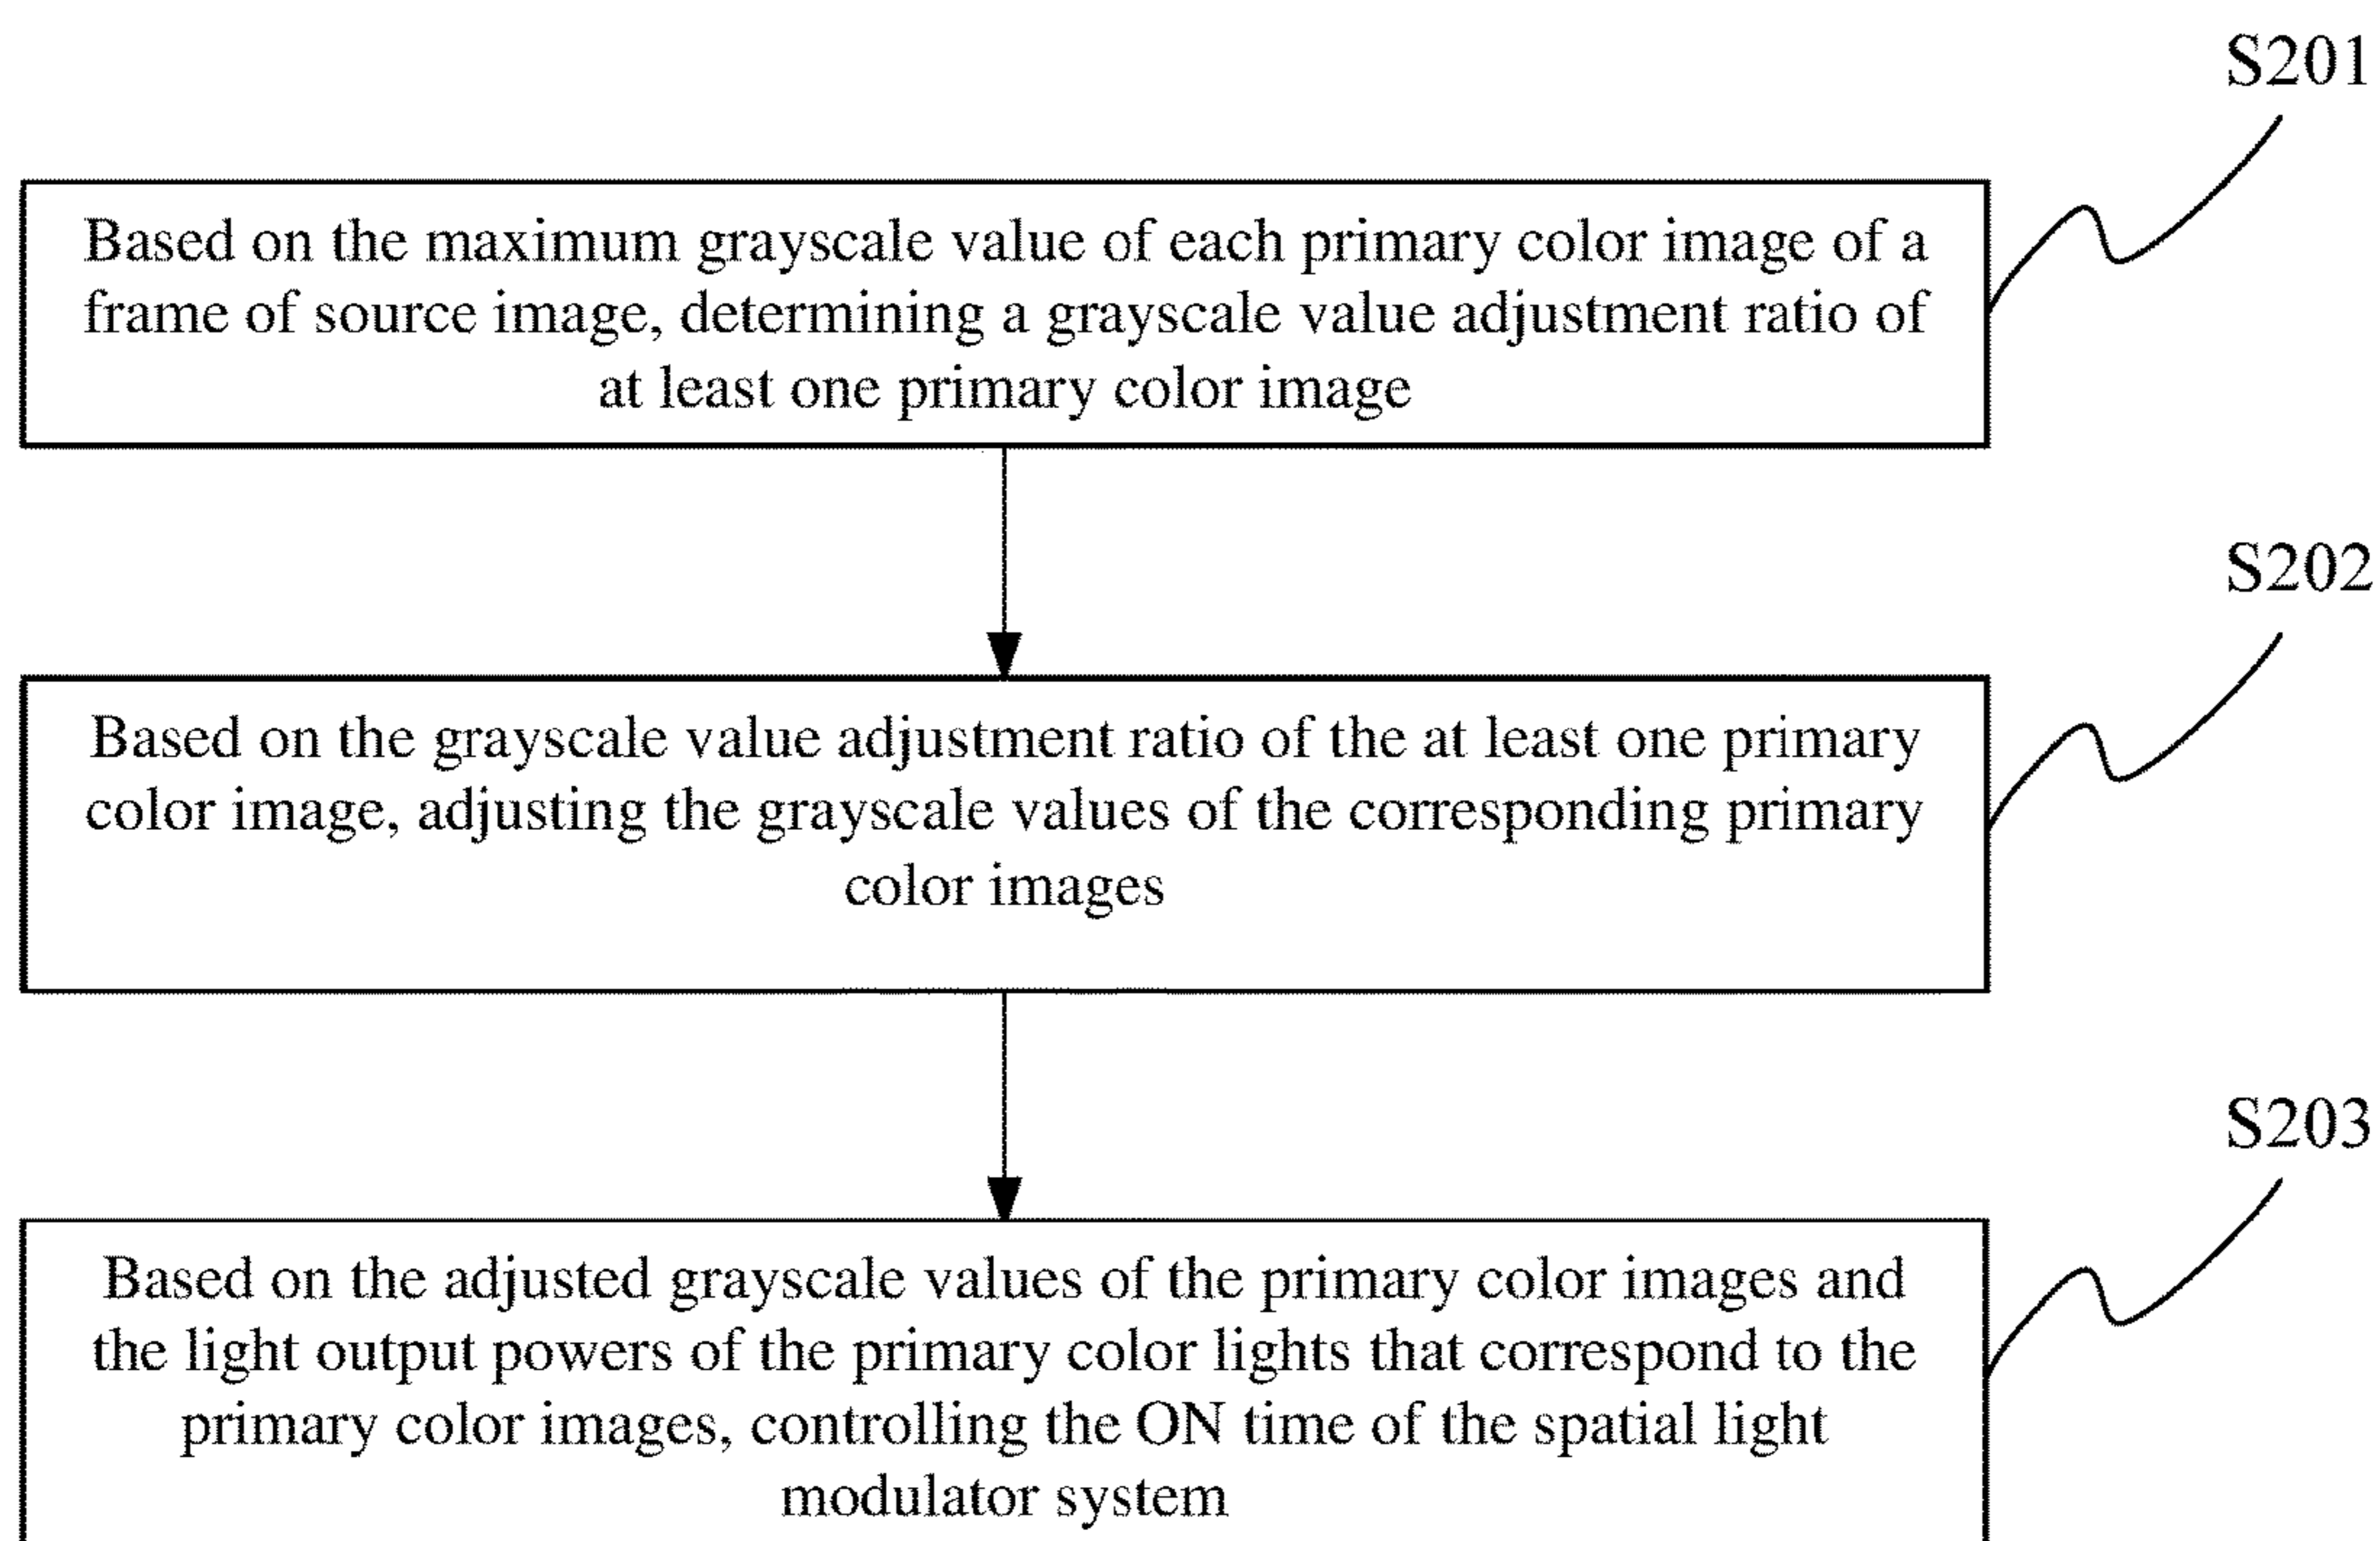 S201
Based on the maximum grayscale value of each primary color image of a
frame of source image, determining a grayscale value adjustment ratio of
at least one primary color image
S202
Based on the grayscale value adjustment ratio of the at least one primary
color image, adjusting the grayscale values of the corresponding primary
color images
S203
Based on the adjusted grayscale values of the primary color images and
the light output powers of the primary color lights that correspond to the
primary color images, controlling the ON time of the spatial light
modulator system